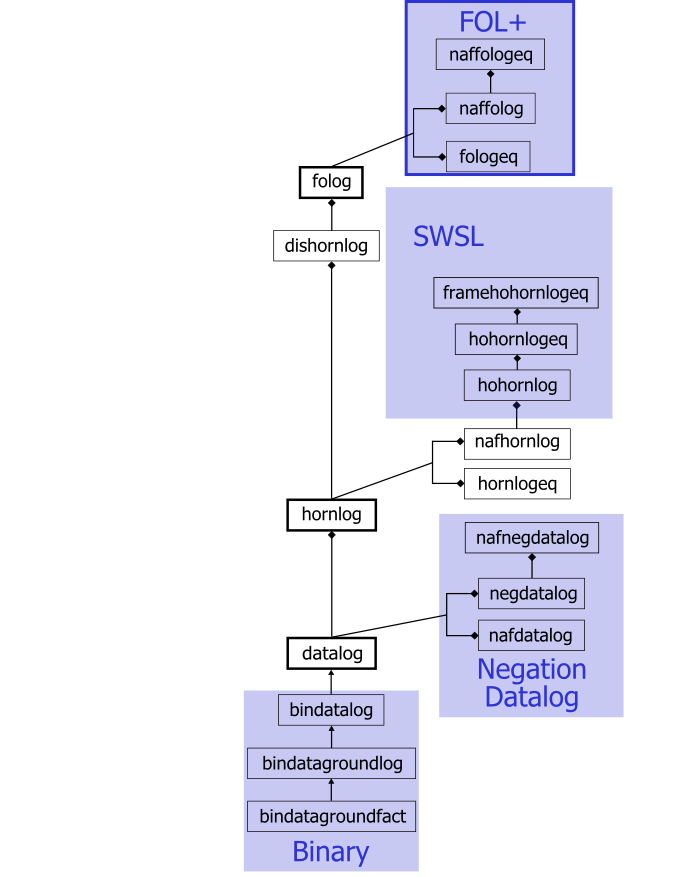 FOL+
naffologeq
naffolog
fologeq
folog
dishornlog
SWSL
framehohornlogeq
hohornlogeq
hohornlog
nafhornlog
hornlogeq
hornlog
nafnegdatalog
negdatalog
nafdatalog
datalog
Negation
Datalog
bindatalog
bindatagroundlog
bindatagroundfact
Binary